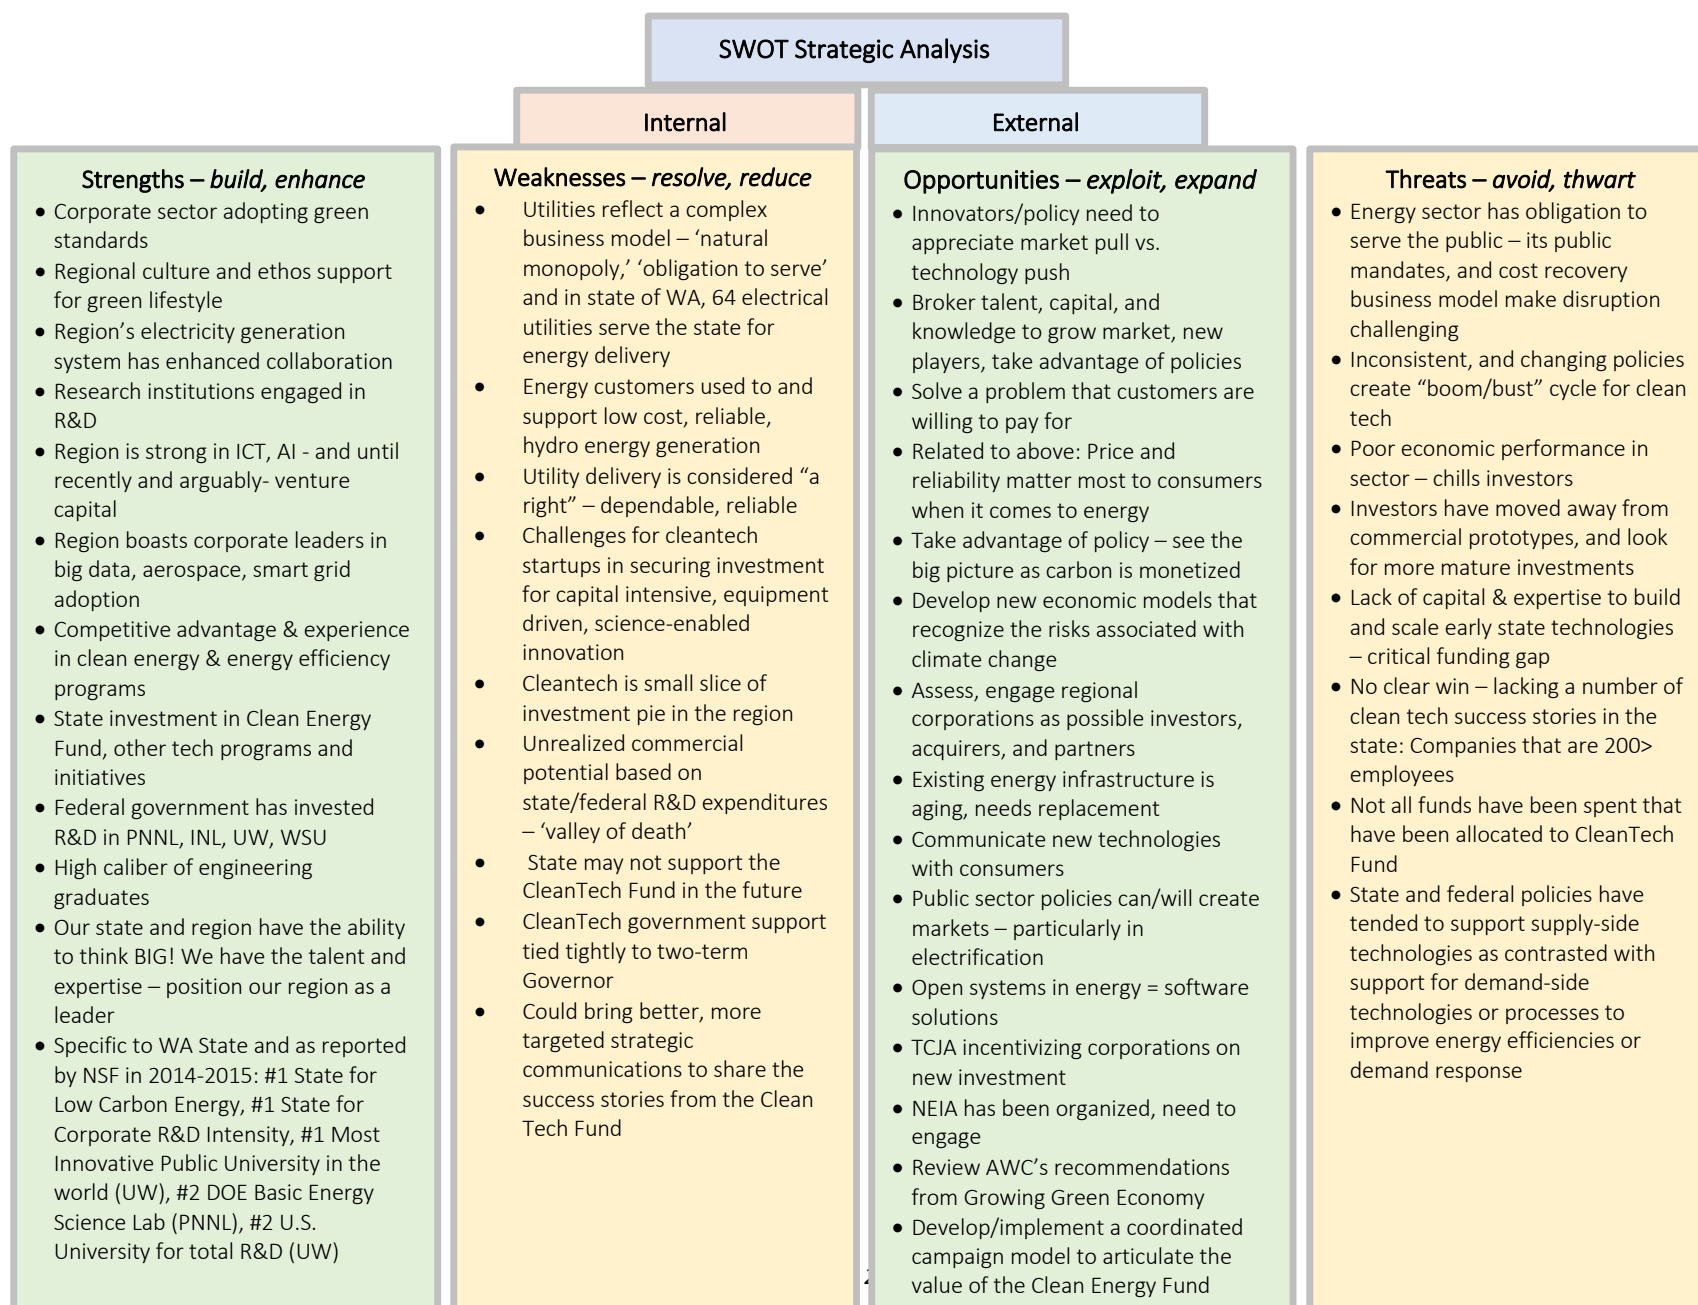 SWOT Strategic Analysis
Internal
External
Strengths – build, enhance
• Corporate sector adopting green
standards
• Regional culture and ethos support
for green lifestyle
• Region's electricity generation
system has enhanced collaboration
• Research institutions engaged in
R&D
• Region is strong in ICT, AI - and until
recently and arguably- venture
capital
• Region boasts corporate leaders in
big data, aerospace, smart grid
adoption
• Competitive advantage & experience
in clean energy & energy efficiency
programs
• State investment in Clean Energy
Fund, other tech programs and
initiatives
• Federal government has invested
R&D in PNNL, INL, UW, WSU
• High caliber of engineering
graduates
• Our state and region have the ability
to think BIG! We have the talent and
expertise – position our region as a
leader
• Specific to WA State and as reported
by NSF in 2014-2015: #1 State for
Low Carbon Energy, #1 State for
Corporate R&D Intensity, #1 Most
Innovative Public University in the
world (UW), #2 DOE Basic Energy
Science Lab (PNNL), #2 U.S.
University for total R&D (UW)
Weaknesses – resolve, reduce
• Utilities reflect a complex
business model – ‘natural
monopoly,’ ‘obligation to serve’
and in state of WA, 64 electrical
utilities serve the state for
energy delivery
• Energy customers used to and
support low cost, reliable,
hydro energy generation
• Utility delivery is considered “a
right” – dependable, reliable
• Challenges for cleantech
startups in securing investment
for capital intensive, equipment
driven, science-enabled
innovation
• Cleantech is small slice of
investment pie in the region
• Unrealized commercial
potential based on
state/federal R&D expenditures
– ‘valley of death’
• State may not support the
CleanTech Fund in the future
• CleanTech government support
tied tightly to two-term
Governor
• Could bring better, more
targeted strategic
communications to share the
success stories from the Clean
Tech Fund
Opportunities – exploit, expand
• Innovators/policy need to
appreciate market pull vs.
technology push
• Broker talent, capital, and
knowledge to grow market, new
players, take advantage of policies
• Solve a problem that customers are
willing to pay for
• Related to above: Price and
reliability matter most to consumers
when it comes to energy
• Take advantage of policy – see the
big picture as carbon is monetized
• Develop new economic models that
recognize the risks associated with
climate change
• Assess, engage regional
corporations as possible investors,
acquirers, and partners
• Existing energy infrastructure is
aging, needs replacement
• Communicate new technologies
with consumers
• Public sector policies can/will create
markets – particularly in
electrification
• Open systems in energy = software
solutions
• TCJA incentivizing corporations on
new investment
• NEIA has been organized, need to
engage
• Review AWC's recommendations
from Growing Green Economy
• Develop/implement a coordinated
campaign model to articulate the
value of the Clean Energy Fund
Threats – avoid, thwart
• Energy sector has obligation to
serve the public – its public
mandates, and cost recovery
business model make disruption
challenging
• Inconsistent, and changing policies
create “boom/bust” cycle for clean
tech
• Poor economic performance in
sector – chills investors
• Investors have moved away from
commercial prototypes, and look
for more mature investments
• Lack of capital & expertise to build
and scale early state technologies
– critical funding gap
• No clear win – lacking a number of
clean tech success stories in the
state: Companies that are 200>
employees
• Not all funds have been spent that
have been allocated to CleanTech
Fund
• State and federal policies have
tended to support supply-side
technologies as contrasted with
support for demand-side
technologies or processes to
improve energy efficiencies or
demand response